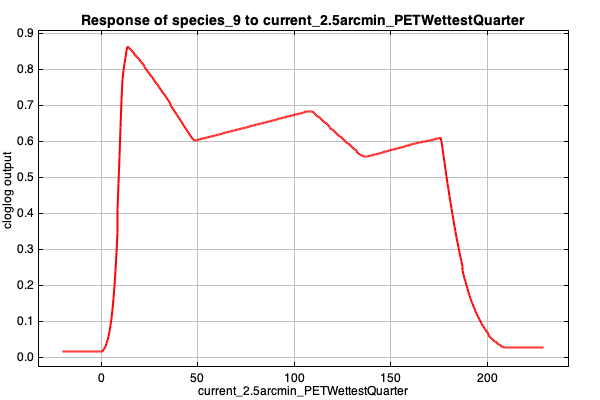 Response of species_9 to current_2.5arcmin_PETWettestQuarter
cloglog output
0.9
0.8
0.7
0.6
0.5
0.4
0.3
0.2
0.1
0.0
0 50 100 150 200
current_2.5arcmin_PETWettestQuarter